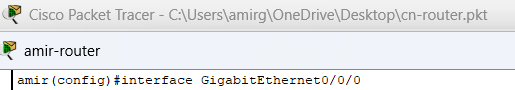 Cisco Packet Tracer - C:\Users\amirg\OneDrive\Desktop\cn-router.pkt
amir-router
amir(config)#interface GigabitEthernet0/0/0